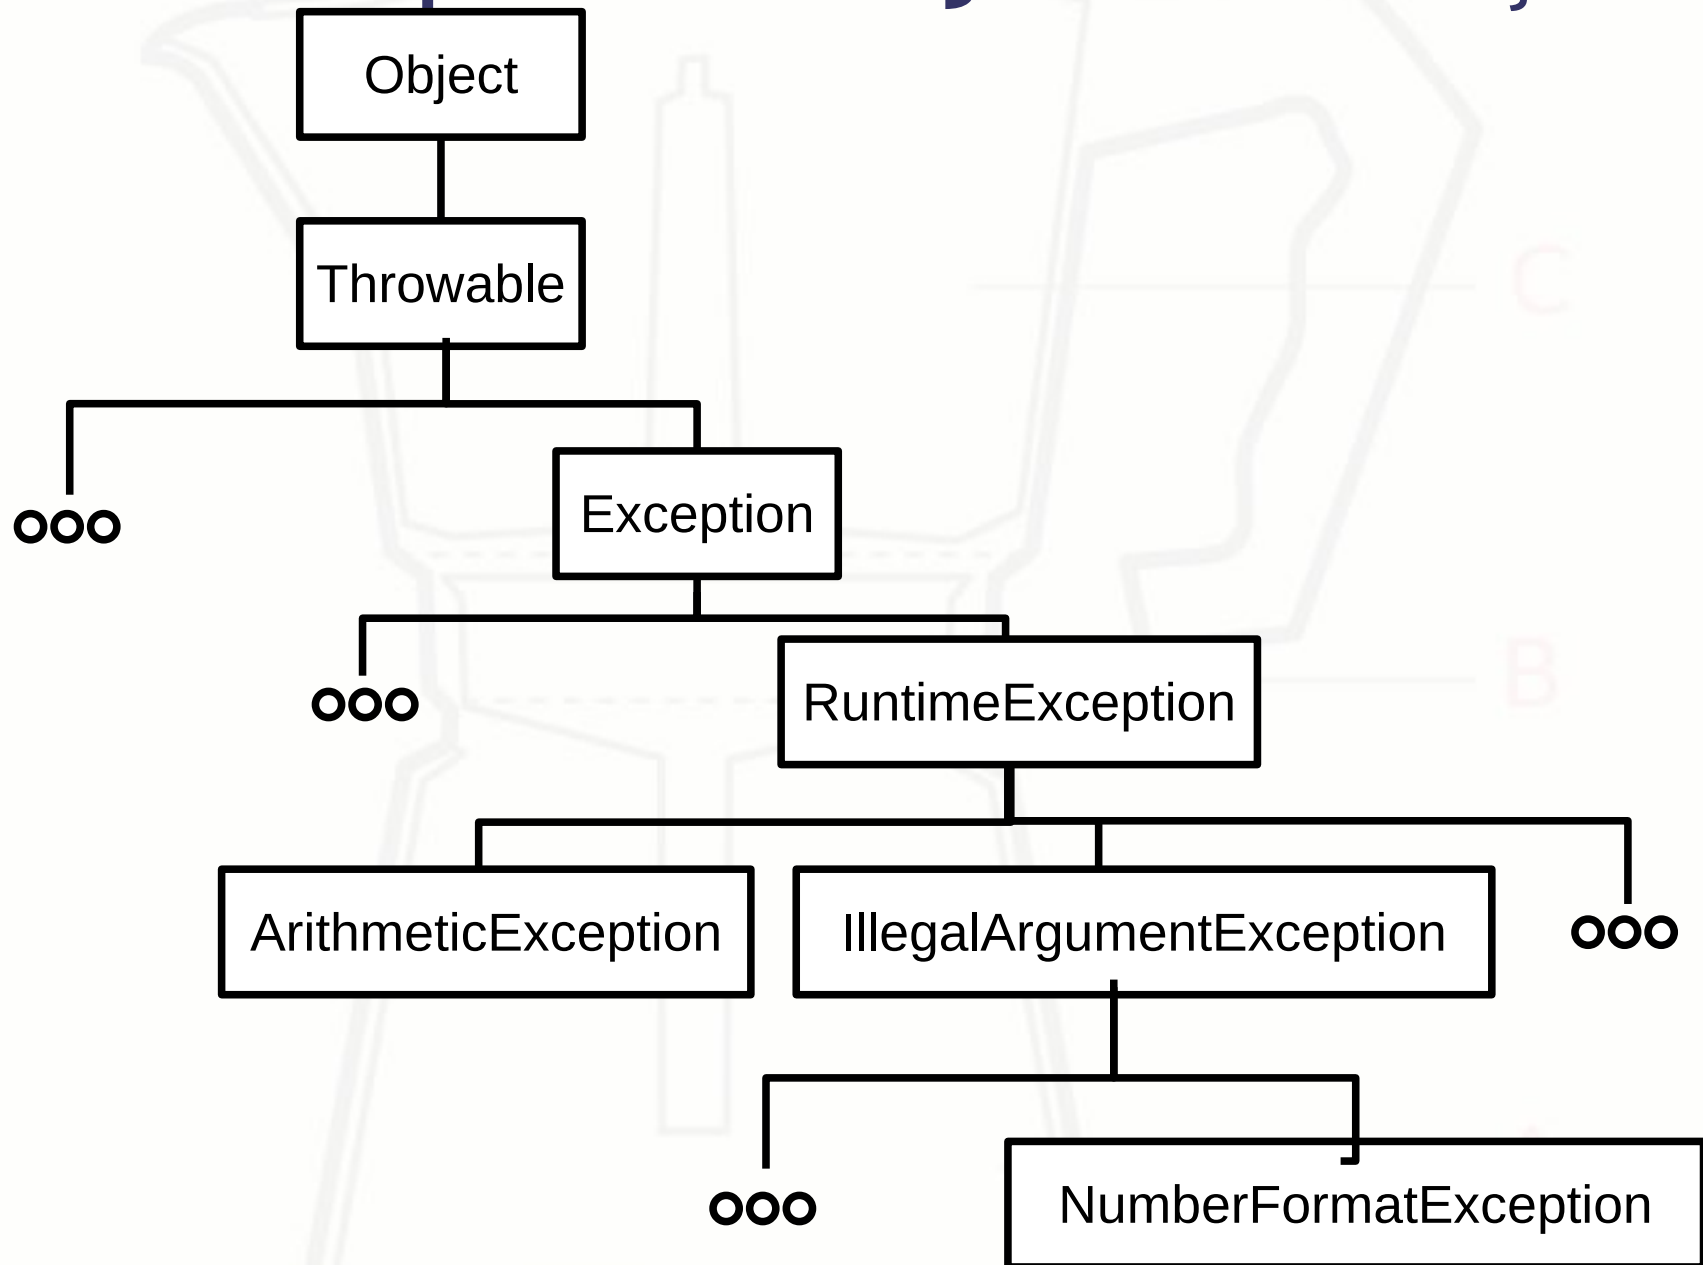 Object
Throwable
Exception
RuntimeException
ArithmeticException
IllegalArgumentException
NumberFormatException
C
B